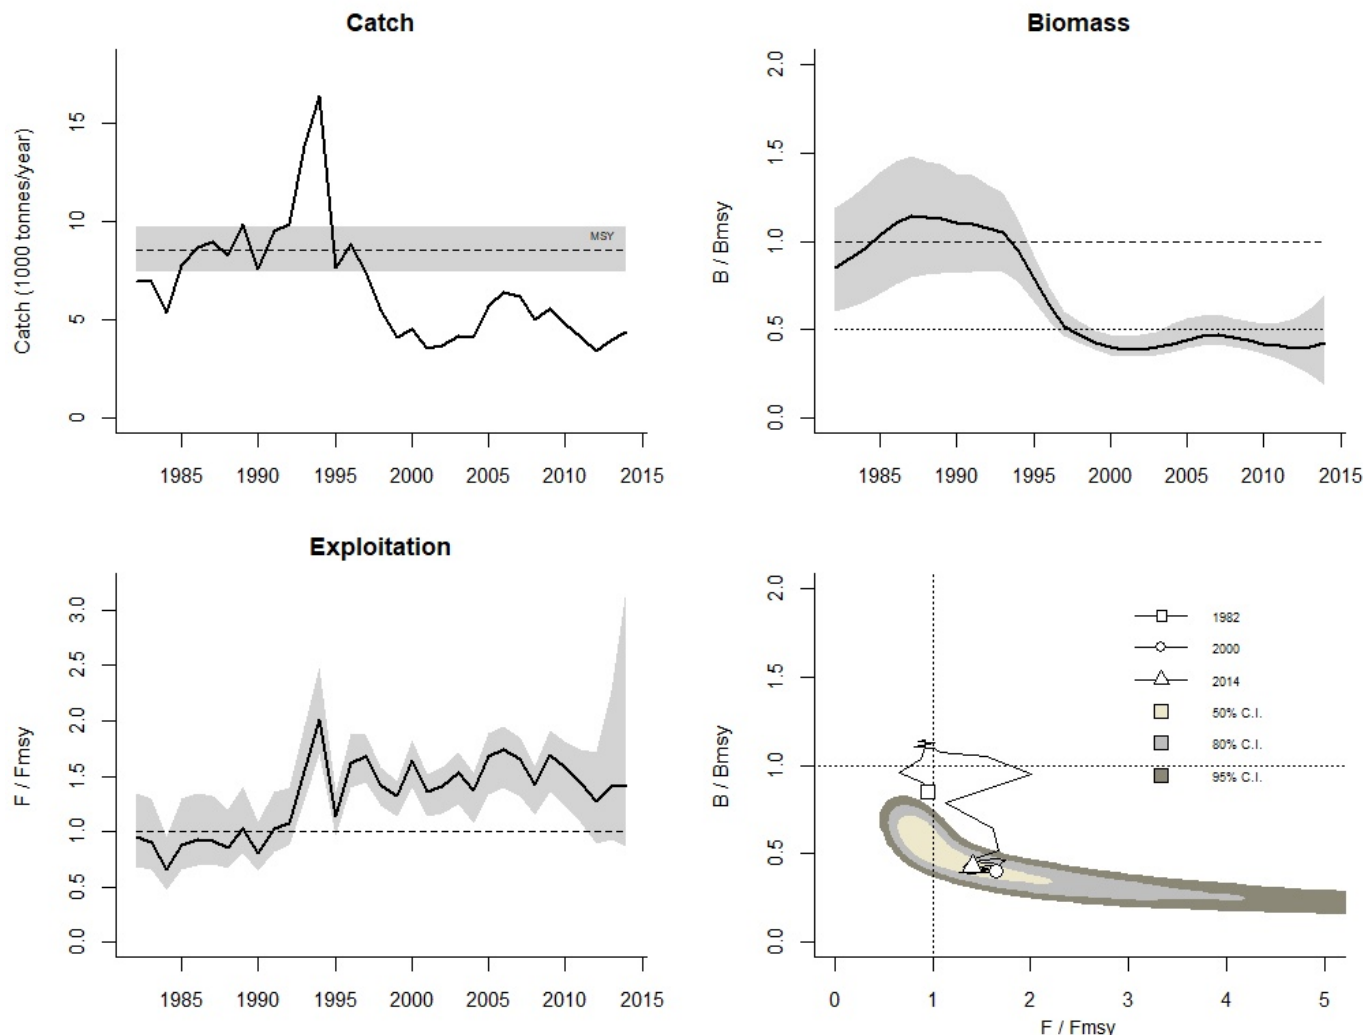 Catch
Catch (1000 tonnes/year)
15
10
5
0
MSY
1985 1990 1995 2000 2005 2010 2015
Biomass
B / Bmsy
2.0
1.5
1.0
0.5
0.0
1985 1990 1995 2000 2005 2010 2015
Exploitation
F / Fmsy
3.0
2.5
2.0
1.5
1.0
0.5
0.0
1985 1990 1995 2000 2005 2010 2015
B / Bmsy
2.0
1.5
1.0
0.5
0.0
1982
2000
2014
50% C.I.
80% C.I.
95% C.I.
0 1 2 3 4 5
F / Fmsy